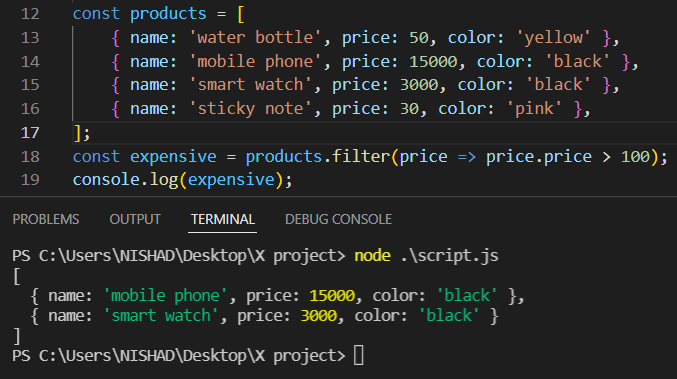 12 const products = [
13     { name: 'water bottle', price: 50, color: 'yellow' },
14     { name: 'mobile phone', price: 15000, color: 'black' },
15     { name: 'smart watch', price: 3000, color: 'black' },
16     { name: 'sticky note', price: 30, color: 'pink' },
17 ];
18 const expensive = products.filter(price => price.price > 100);
19 console.log(expensive);
PROBLEMS OUTPUT TERMINAL DEBUG CONSOLE
PS C:\Users\NISHAD\Desktop\X project> node .\script.js
[
  { name: 'mobile phone', price: 15000, color: 'black' },
  { name: 'smart watch', price: 3000, color: 'black' }
]
PS C:\Users\NISHAD\Desktop\X project>